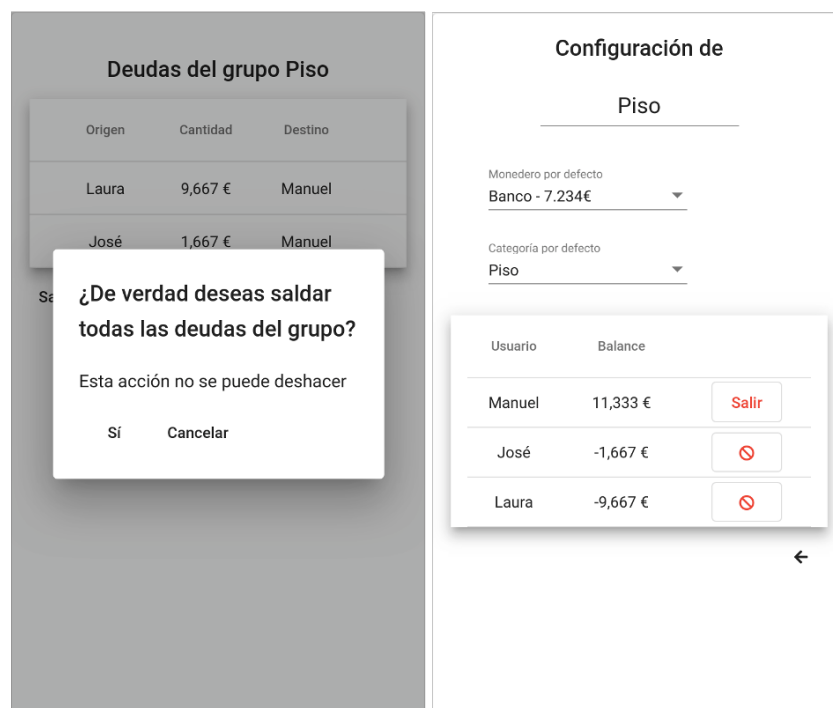 Deudas del grupo Piso
Origen Cantidad Destino
Laura 9,667 € Manuel
José 1,667 € Manuel
¿De verdad deseas saldar
todas las deudas del grupo?
Esta acción no se puede deshacer
Sí Cancelar
Configuración de
Piso
Monedero por defecto
Banco - 7.234€
Categoría por defecto
Piso
Usuario Balance
Manuel 11,333 € Salir
José -1,667 €
Laura -9,667 €